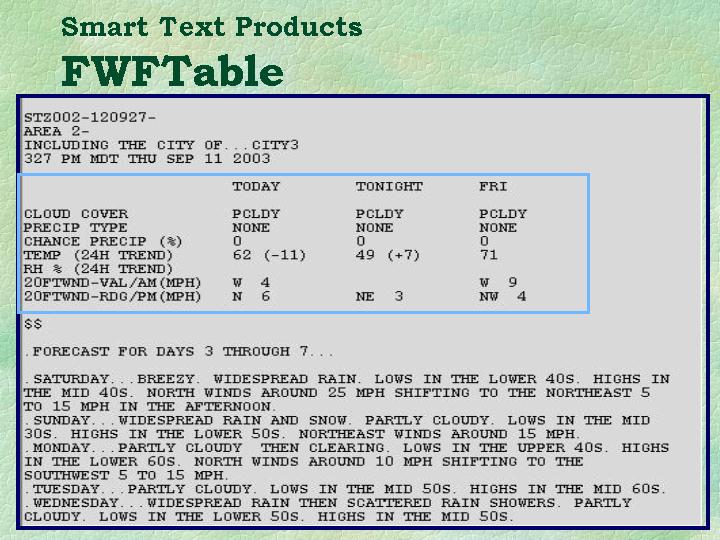 Smart Text Products
FWFTable
STZ002-120927-
AREA 2-
INCLUDING THE CITY OF...CITY3
327 PM MDT THU SEP 11 2003
TODAY TONIGHT FRI
CLOUD COVER PCLDY PCLDY PCLDY
PRECIP TYPE NONE NONE NONE
CHANCE PRECIP (%) 0 0 0
TEMP (24H TREND) 62 (-11) 49 (+7) 71
RH % (24H TREND)
20FTWND-VAL/AM(MPH) W 4 W 9
20FTWND-RDG/PM(MPH) N 6 NE 3 NW 4
$$
.FORECAST FOR DAYS 3 THROUGH 7...
.SATURDAY...BREEZY. WIDESPREAD RAIN. LOWS IN THE LOWER 40S. HIGHS IN
THE MID 40S. NORTH WINDS AROUND 25 MPH SHIFTING TO THE NORTHEAST 5
TO 15 MPH IN THE AFTERNOON.
.SUNDAY...WIDESPREAD RAIN AND SNOW. PARTLY CLOUDY. LOWS IN THE MID
30S. HIGHS IN THE LOWER 50S. NORTHEAST WINDS AROUND 15 MPH.
.MONDAY...PARTLY CLOUDY THEN CLEARING. LOWS IN THE UPPER 40S. HIGHS
IN THE LOWER 60S. NORTH WINDS AROUND 10 MPH SHIFTING TO THE
SOUTHWEST 5 TO 15 MPH.
.TUESDAY...PARTLY CLOUDY. LOWS IN THE MID 50S. HIGHS IN THE MID 60S.
.WEDNESDAY...WIDESPREAD RAIN THEN SCATTERED RAIN SHOWERS. PARTLY
CLOUDY. LOWS IN THE LOWER 50S. HIGHS IN THE MID 50S.